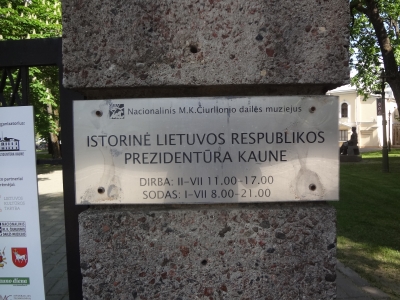 Nacionalinis M.K.Čiurlionio dailės muziejus
ISTORINĖ LIETUVOS RESPUBLIKOS
PREZIDENTŪRA KAUNE
DIRBA: II-VII 11.00-17.00
SODAS: I-VII 8.00-21.00